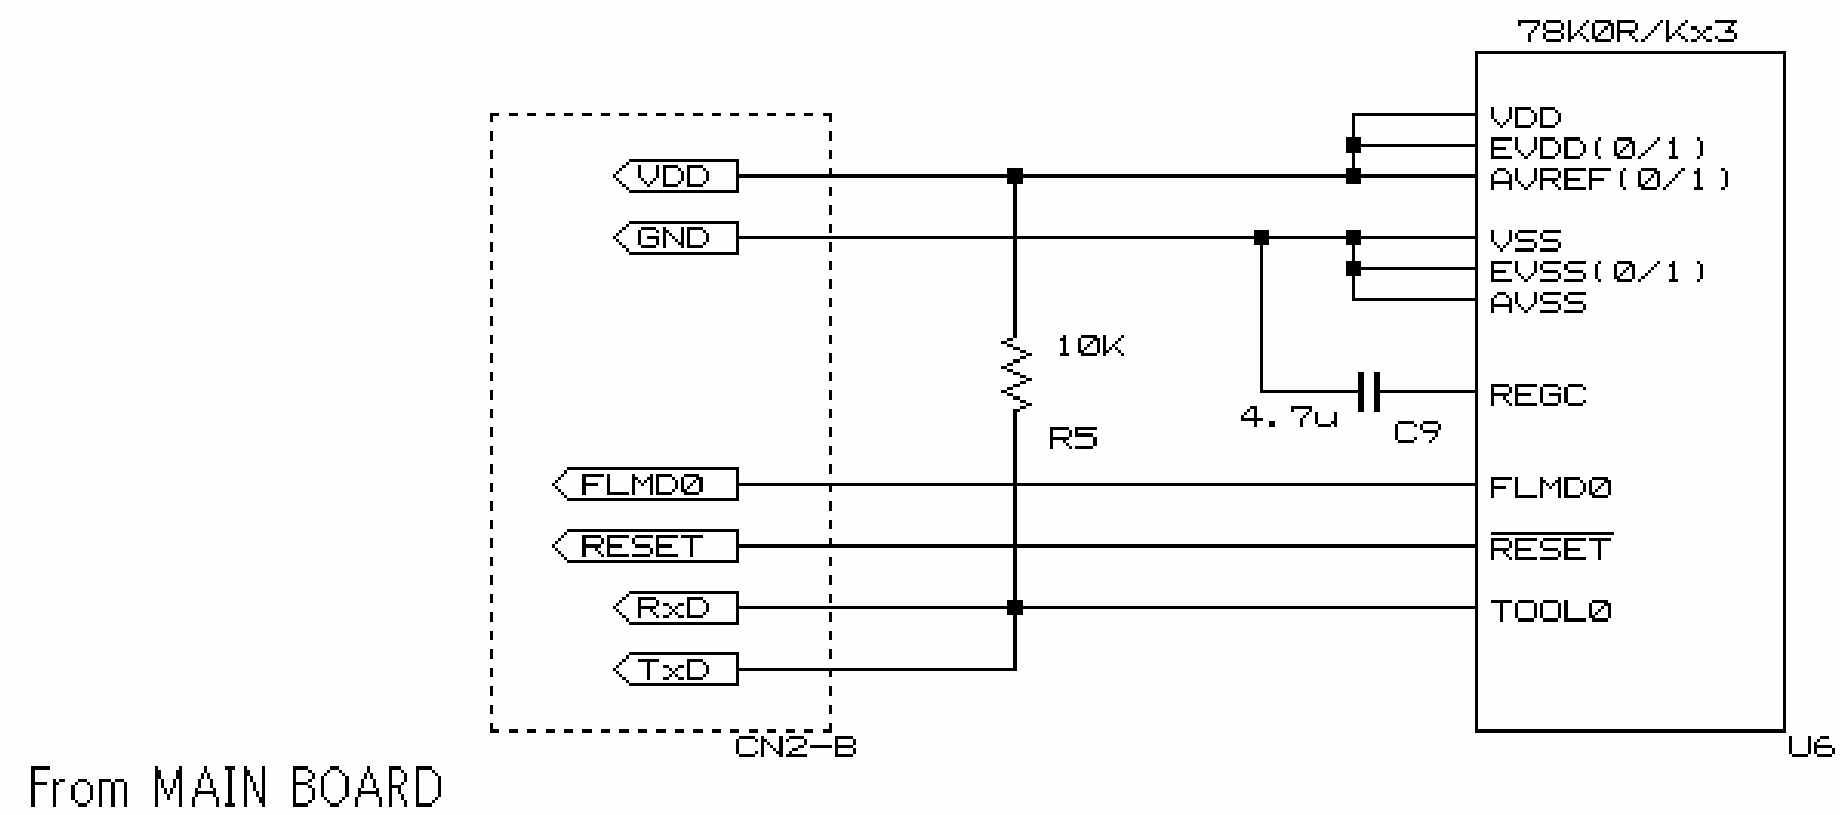 78K0R/Kx3
VDD
EVDD(0/1)
VDD
AVREF(0/1)
GND
VSS
EVSS(0/1)
AVSS
10K
REGC
4.7u
C9
R5
FLMD0
FLMD0
RESET
RESET
RxD
TOOL0
TxD
CN2-B
U6
From MAIN BOARD